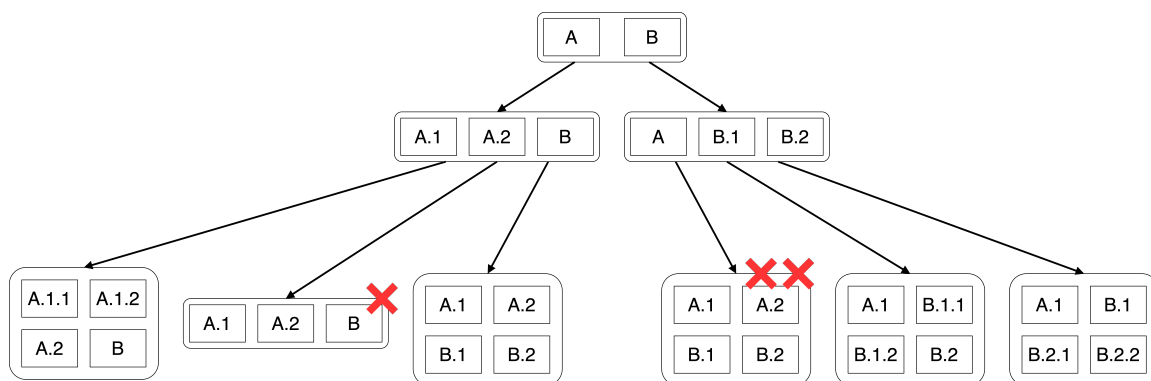 A B
A.1 A.2 B
A B.1 B.2
A.1.1 A.1.2
A.2 B
A.1 A.2 B
A.1 A.2
B.1 B.2
A.1 A.2
B.1 B.2
A.1 B.1.1
B.1.2 B.2
A.1 B.1
B.2.1 B.2.2